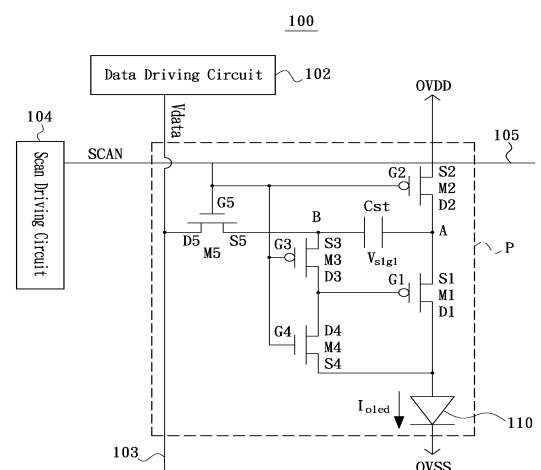 100
Data Driving Circuit
102
OVDD
104
Vdata
105
SCAN
Scan Driving Circuit
G2
S2
M2
D2
G5
B
Cst
A
D5
S5
M5
G3
S3
M3
D3
Vs1g1
P
G1
S1
M1
D1
G4
D4
M4
S4
Ioled
110
103
OVSS